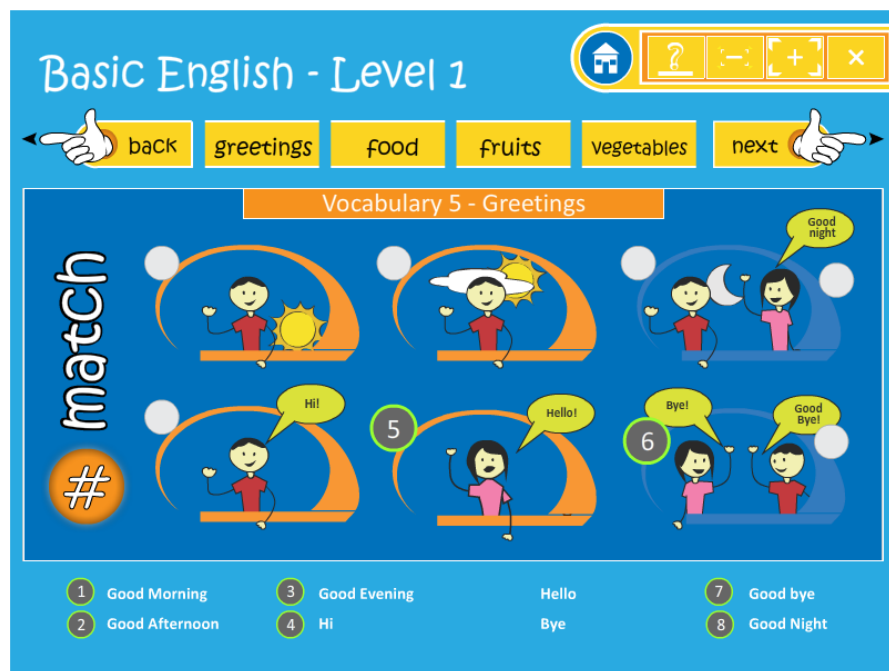 Basic English - Level 1
? - + ×
back greetings food fruits vegetables next
Vocabulary 5 - Greetings
match
#
Good
night
Hi!
5
Hello!
Bye!
6
Good
Bye!
1 Good Morning 3 Good Evening Hello 7 Good bye
2 Good Afternoon 4 Hi Bye 8 Good Night